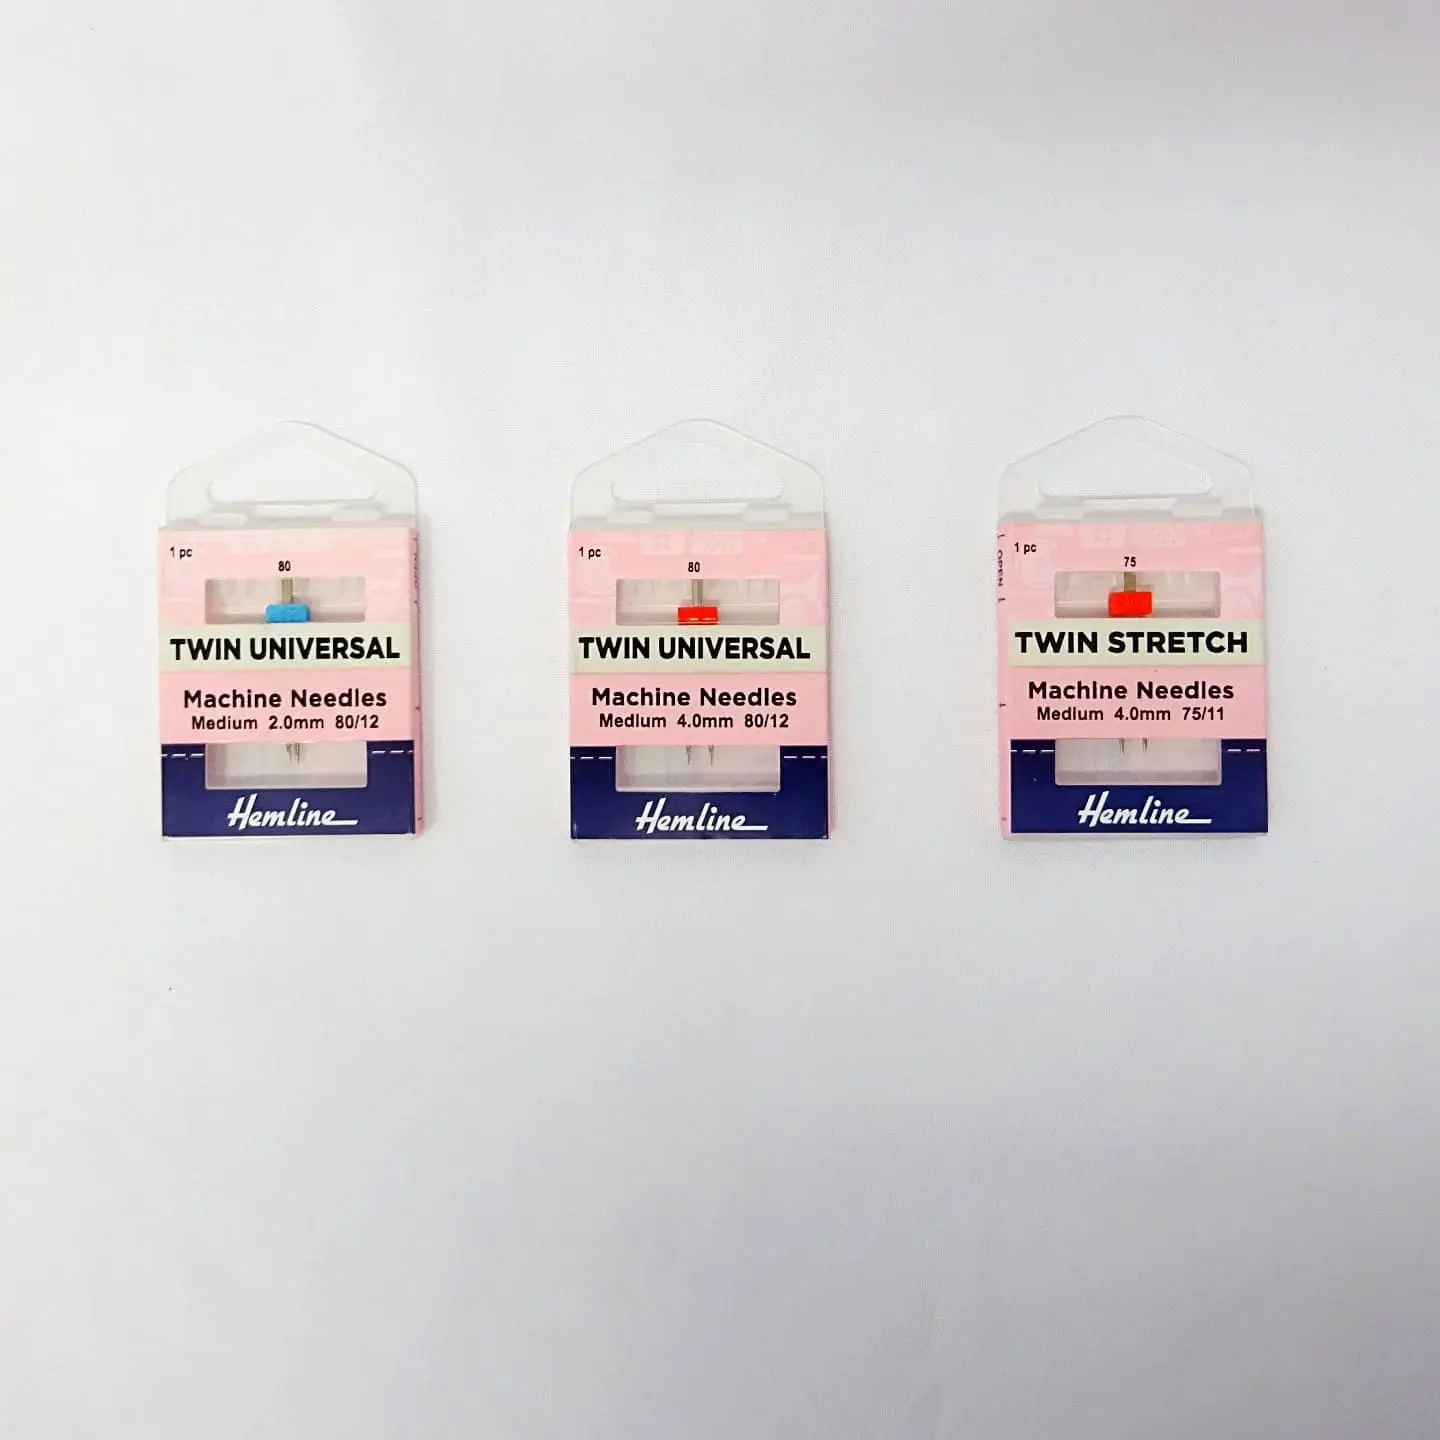 1 pc
80
TWIN UNIVERSAL
Machine Needles
Medium 2.0mm 80/12
Hemline
1 pc
80
TWIN UNIVERSAL
Machine Needles
Medium 4.0mm 80/12
Hemline
OPEN
1 pc
75
TWIN STRETCH
Machine Needles
Medium 4.0mm 75/11
Hemline